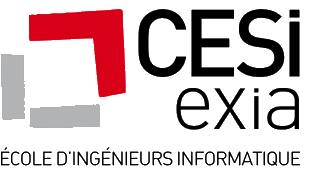 CESi
exia
ÉCOLE D'INGÉNIEURS INFORMATIQUE